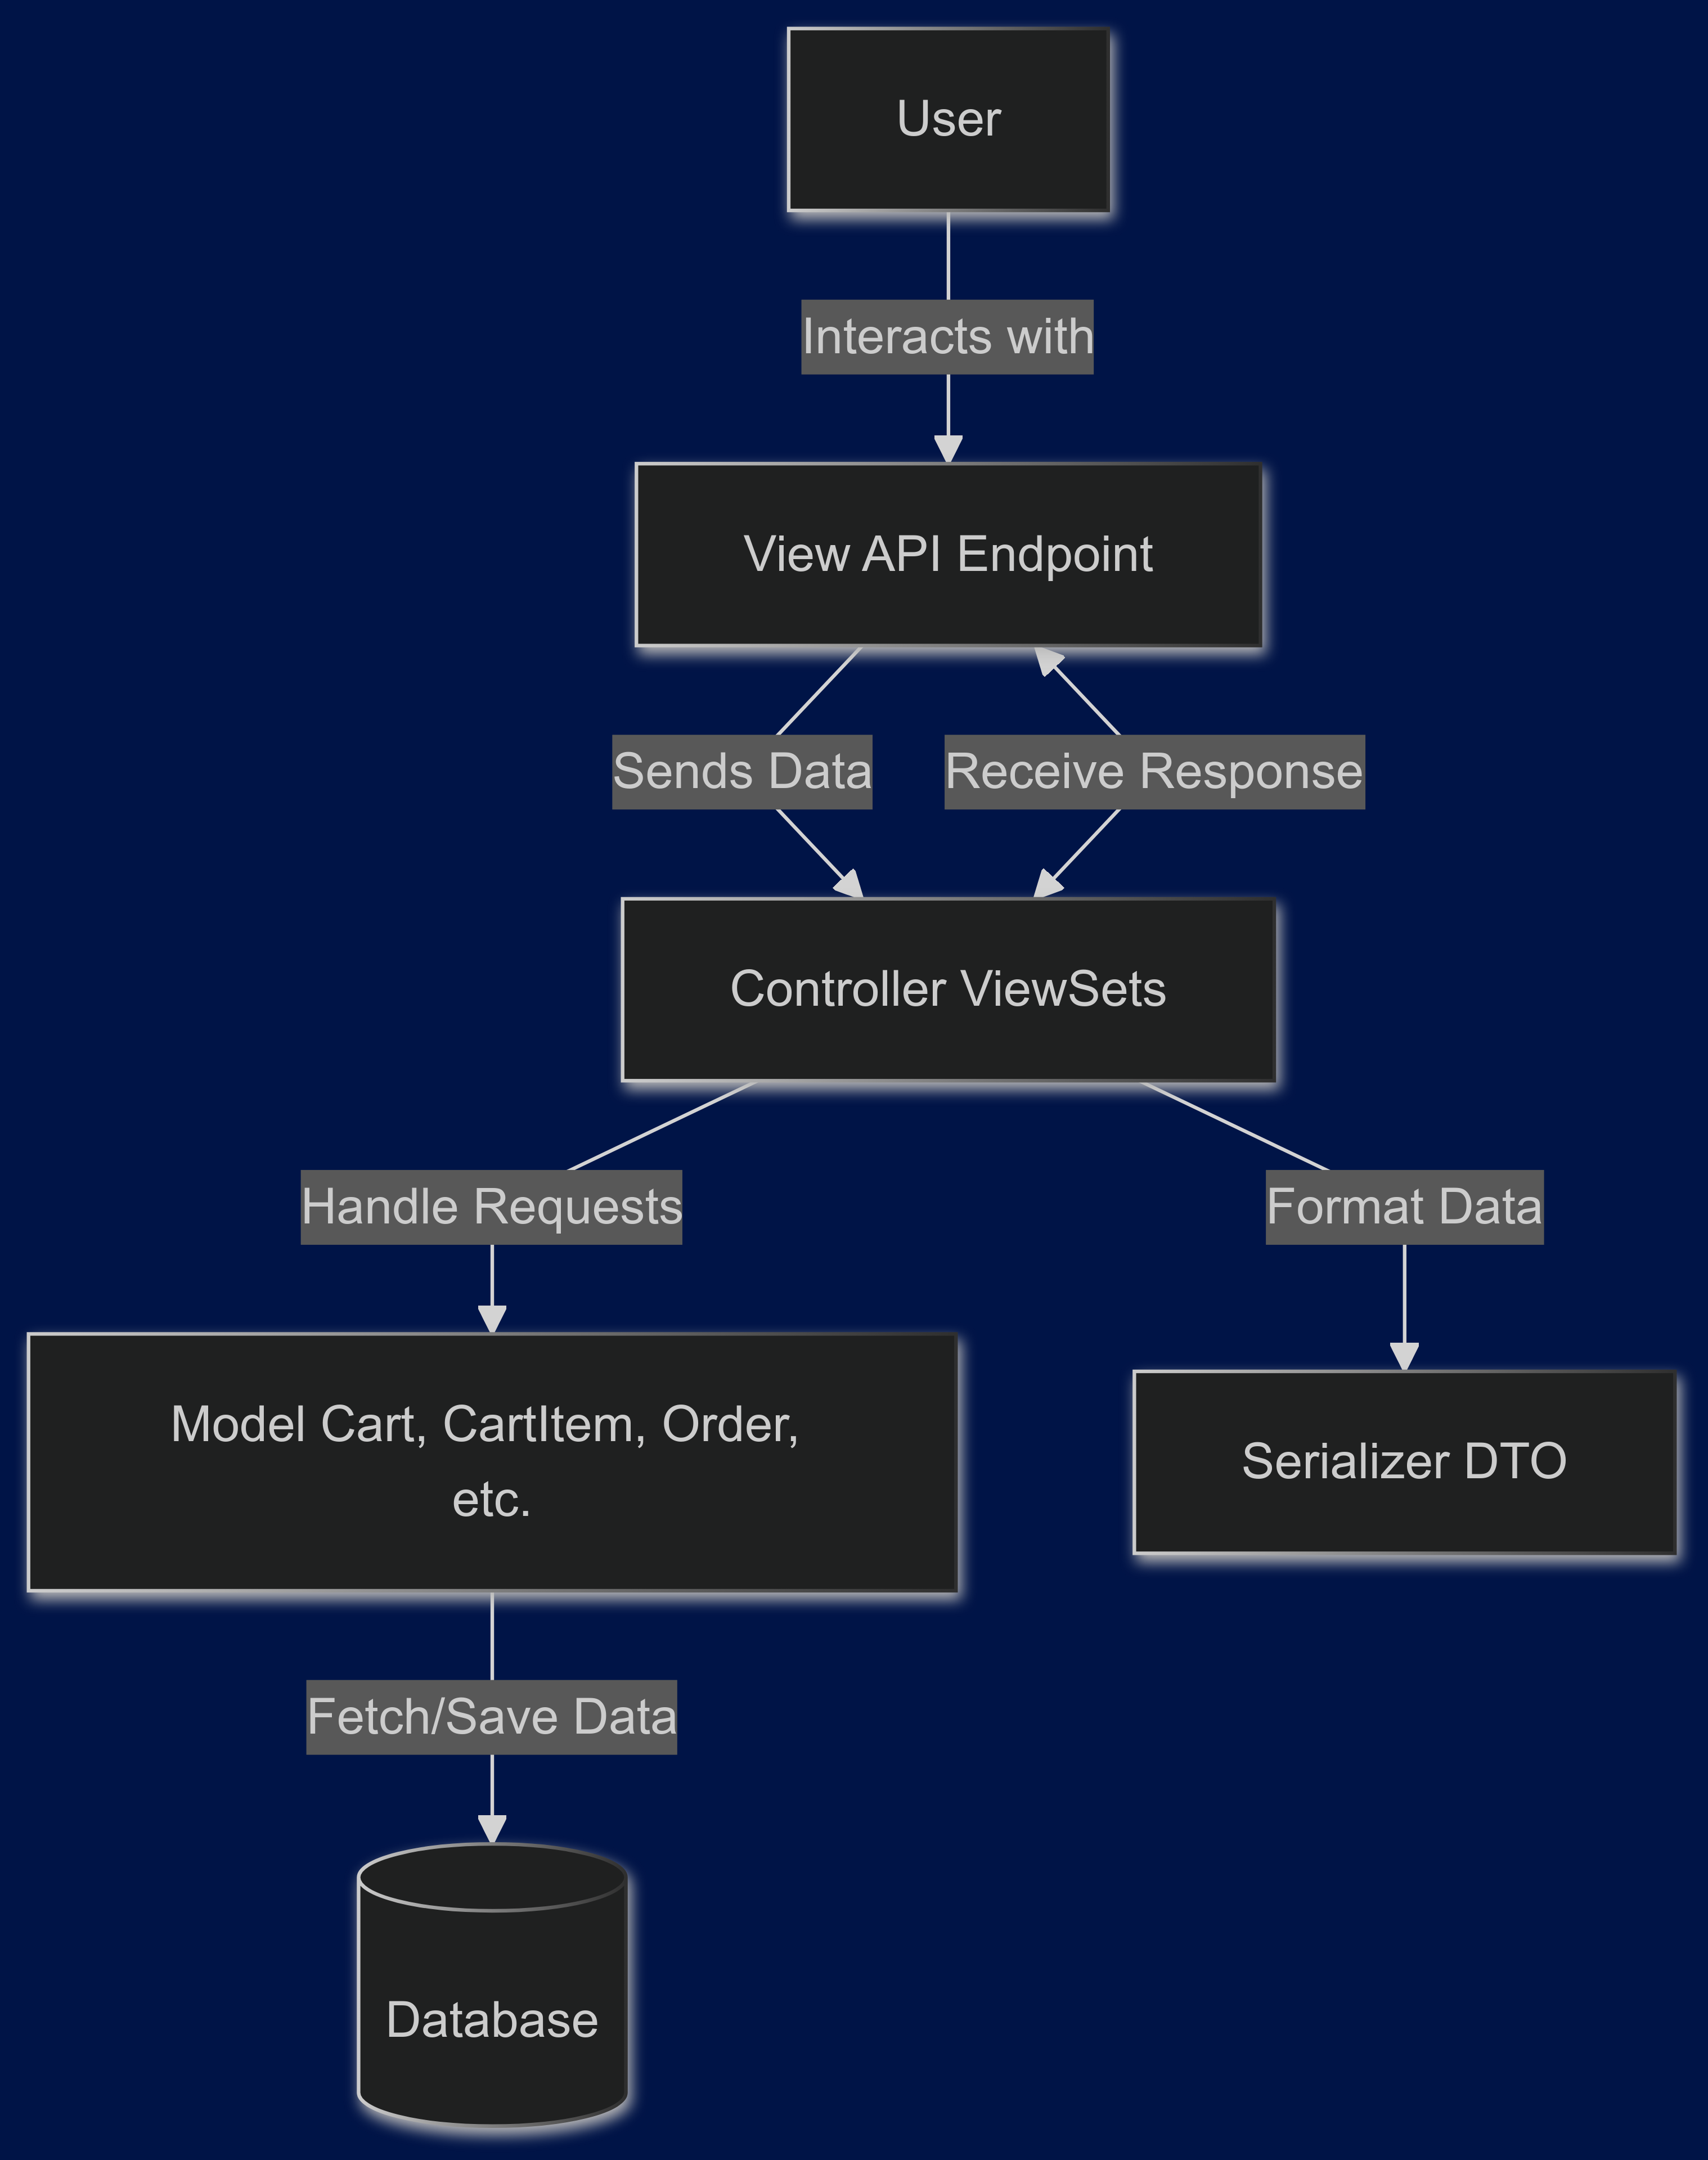 User
Interacts with
View API Endpoint
Sends Data
Receive Response
Controller ViewSets
Handle Requests
Format Data
Model Cart, CartItem, Order,
etc.
Serializer DTO
Fetch/Save Data
Database